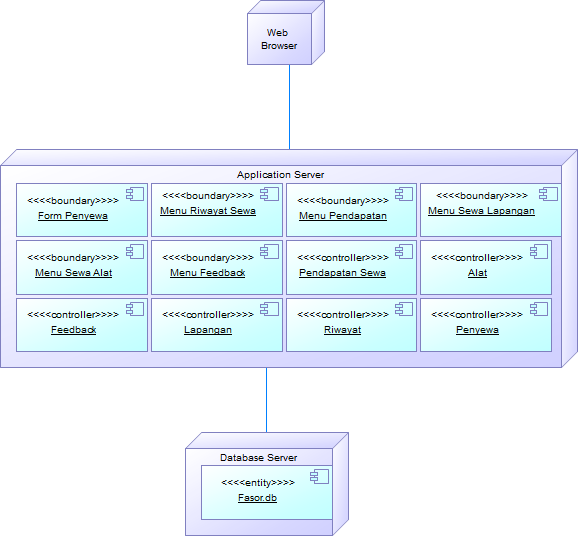 Web
Browser
Application Server
<<<<boundary>>>>
Form Penyewa
<<<<boundary>>>>
Menu Riwayat Sewa
<<<<boundary>>>>
Menu Pendapatan
<<<<boundary>>>>
Menu Sewa Lapangan
<<<<boundary>>>>
Menu Sewa Alat
<<<<boundary>>>>
Menu Feedback
<<<<controller>>>>
Pendapatan Sewa
<<<<controller>>>>
Alat
<<<<controller>>>>
Feedback
<<<<controller>>>>
Lapangan
<<<<controller>>>>
Riwayat
<<<<controller>>>>
Penyewa
Database Server
<<<<entity>>>>
Fasor.db